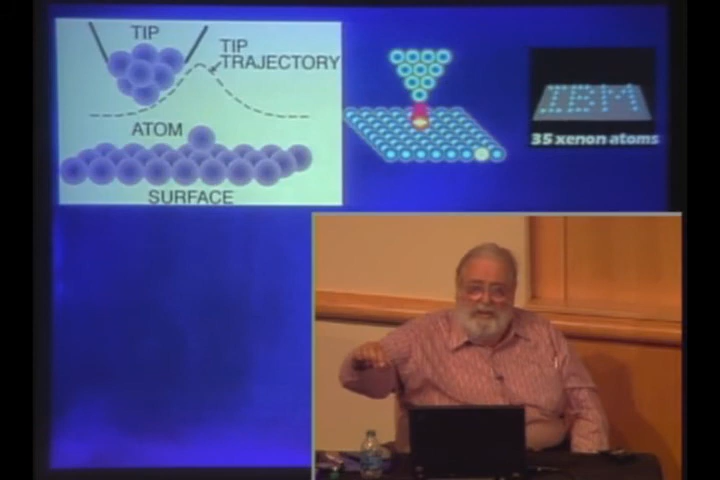 TIP
TIP
TRAJECTORY
ATOM
SURFACE
IBM
35 xenon atoms